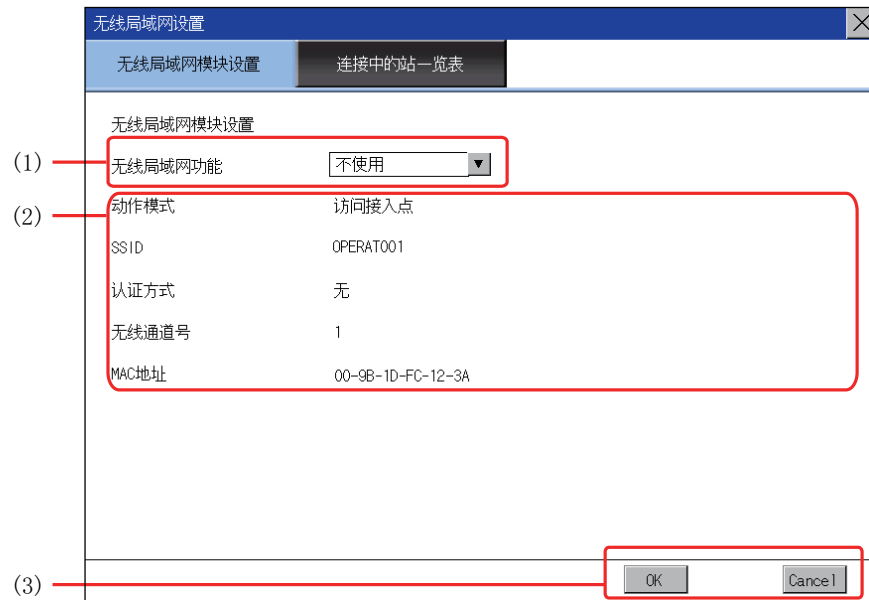 无线局域网设置
无线局域网模块设置 连接中的站一览表
无线局域网模块设置
(1) 无线局域网功能 不使用
(2) 动作模式 访问接入点
SSID OPERAT001
认证方式 无
无线通道号 1
MAC地址 00-9B-1D-FC-12-3A
(3) OK Cancel